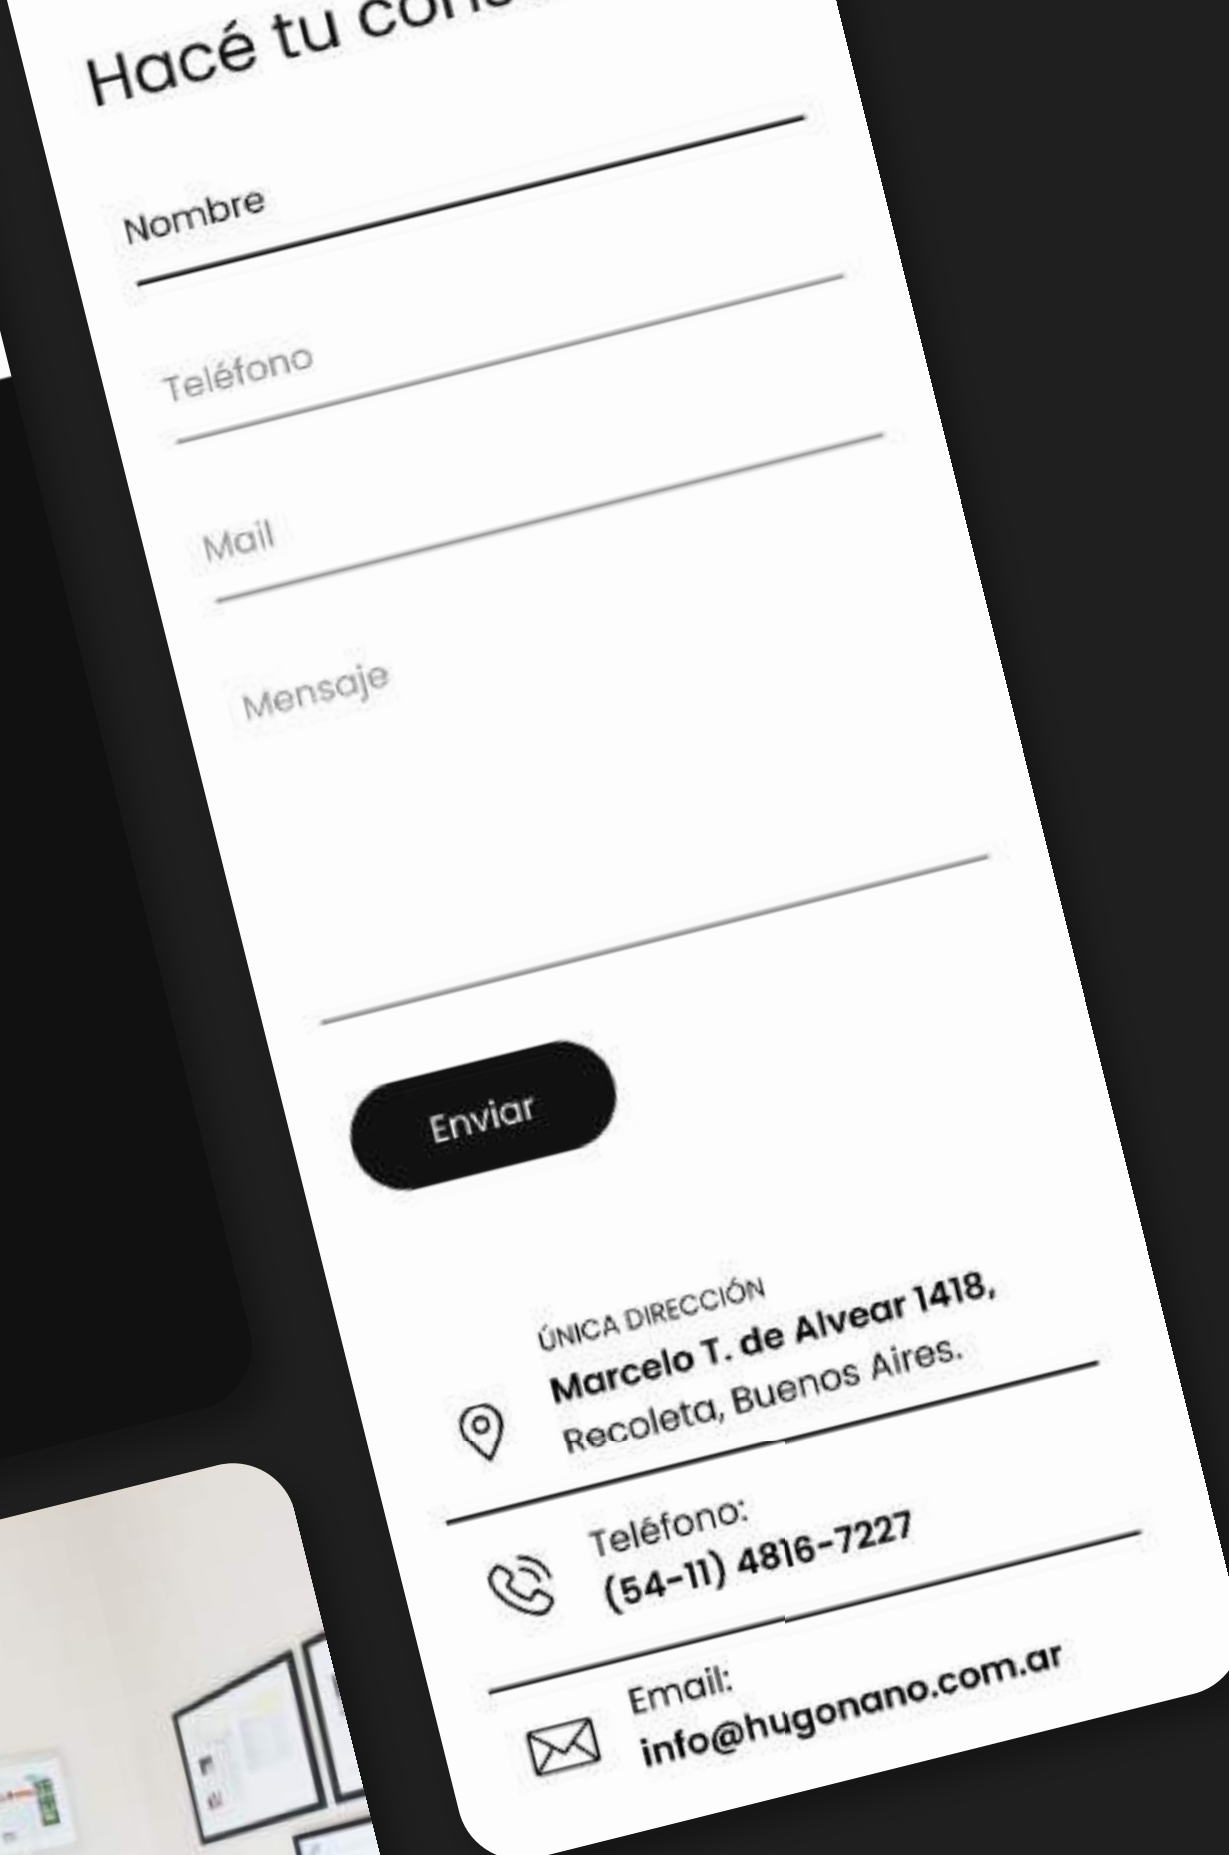 Hacé tu
Nombre
Teléfono
Mail
Mensaje
Enviar
ÚNICA DIRECCIÓN
Marcelo T. de Alvear 1418,
Recoleta, Buenos Aires.
Teléfono:
(54-11) 4816-7227
Email:
info@hugonano.com.ar